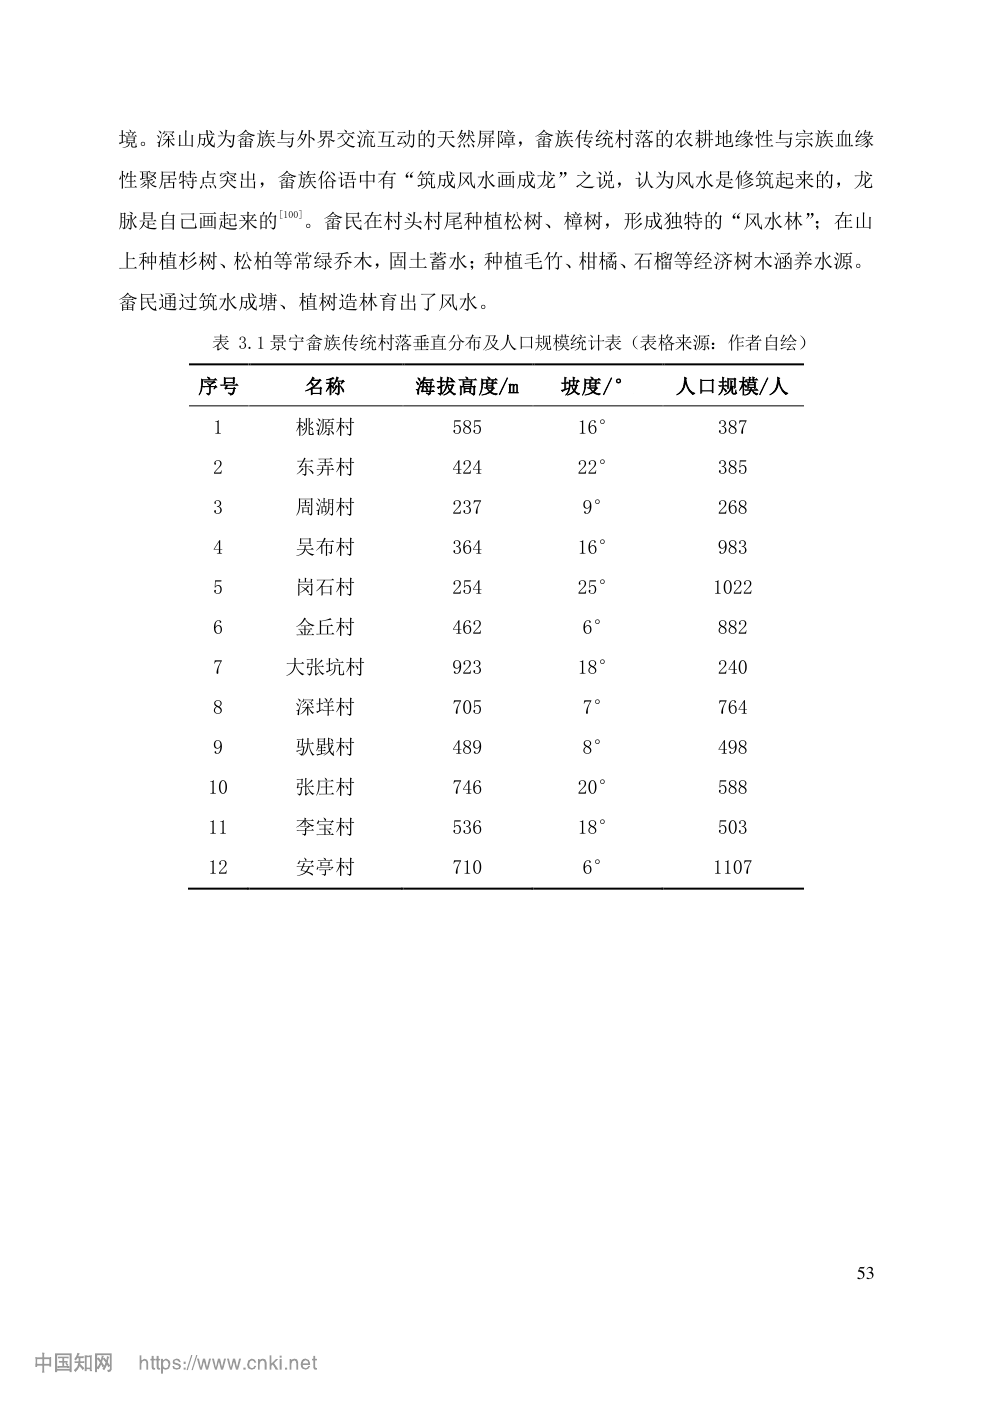 境。深山成为畲族与外界交流互动的天然屏障，畲族传统村落的农耕地缘性与宗族血缘
性聚居特点突出，畲族俗语中有“筑成风水画成龙”之说，认为风水是修筑起来的，龙
脉是自己画起来的[100]。畲民在村头村尾种植松树、樟树，形成独特的“风水林”；在山
上种植杉树、松柏等常绿乔木，固土蓄水；种植毛竹、柑橘、石榴等经济树木涵养水源。
畲民通过筑水成塘、植树造林育出了风水。
表 3.1 景宁畲族传统村落垂直分布及人口规模统计表（表格来源：作者自绘）
序号 名称 海拔高度/m 坡度/° 人口规模/人
1 桃源村 585 16° 387
2 东弄村 424 22° 385
3 周湖村 237 9° 268
4 吴布村 364 16° 983
5 岗石村 254 25° 1022
6 金丘村 462 6° 882
7 大张坑村 923 18° 240
8 深垟村 705 7° 764
9 驮戥村 489 8° 498
10 张庄村 746 20° 588
11 李宝村 536 18° 503
12 安亭村 710 6° 1107
53
中国知网 https://www.cnki.net